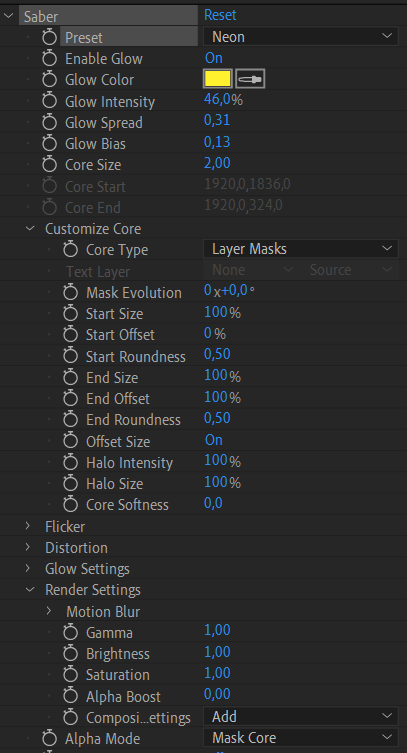 Saber Reset
Preset Neon
Enable Glow On
Glow Color
Glow Intensity 46,0%
Glow Spread 0,31
Glow Bias 0,13
Core Size 2,00
Core Start 1920,0,1836,0
Core End 1920,0,324,0
Customize Core
Core Type Layer Masks
Text Layer None Source
Mask Evolution 0x+0,0°
Start Size 100%
Start Offset 0%
Start Roundness 0,50
End Size 100%
End Offset 100%
End Roundness 0,50
Offset Size On
Halo Intensity 100%
Halo Size 100%
Core Softness 0,0
Flicker
Distortion
Glow Settings
Render Settings
Motion Blur
Gamma 1,00
Brightness 1,00
Saturation 1,00
Alpha Boost 0,00
Composi...ettings Add
Alpha Mode Mask Core